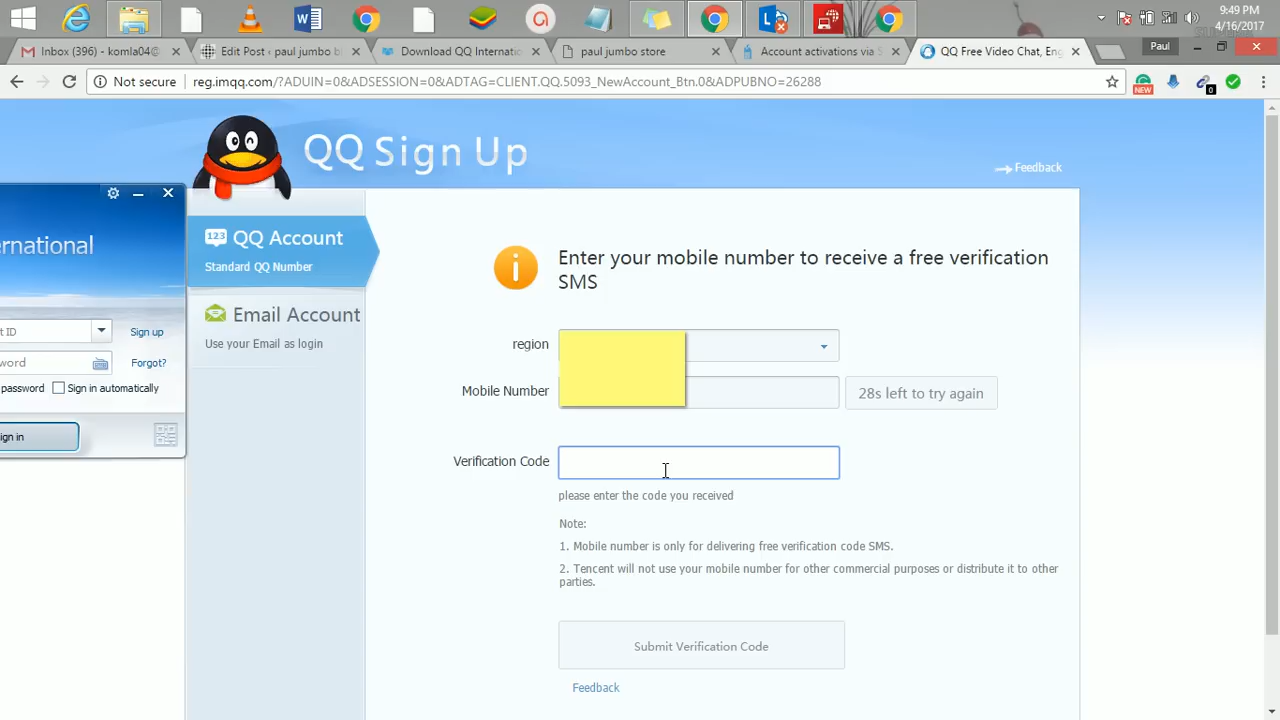 9:49 PM
4/16/2017
Inbox (396) - komla04@
Edit Post ‹ paul jumbo b
Download QQ Internatio
paul jumbo store
Account activations via S
QQ Free Video Chat, Eng
Paul
Not secure
reg.imqq.com/?ADUIN=0&ADSESSION=0&ADTAG=CLIENT.QQ.5093_NewAccount_Btn.0&ADPUBNO=26288
NEW
0
QQ Sign Up
Feedback
ernational
123 QQ Account
Standard QQ Number
Email Account
Use your Email as login
t ID
Sign up
word
Forgot?
password
Sign in automatically
ign in
Enter your mobile number to receive a free verification
SMS
region
Mobile Number
28s left to try again
Verification Code
please enter the code you received
Note:
1. Mobile number is only for delivering free verification code SMS.
2. Tencent will not use your mobile number for other commercial purposes or distribute it to other
parties.
Submit Verification Code
Feedback